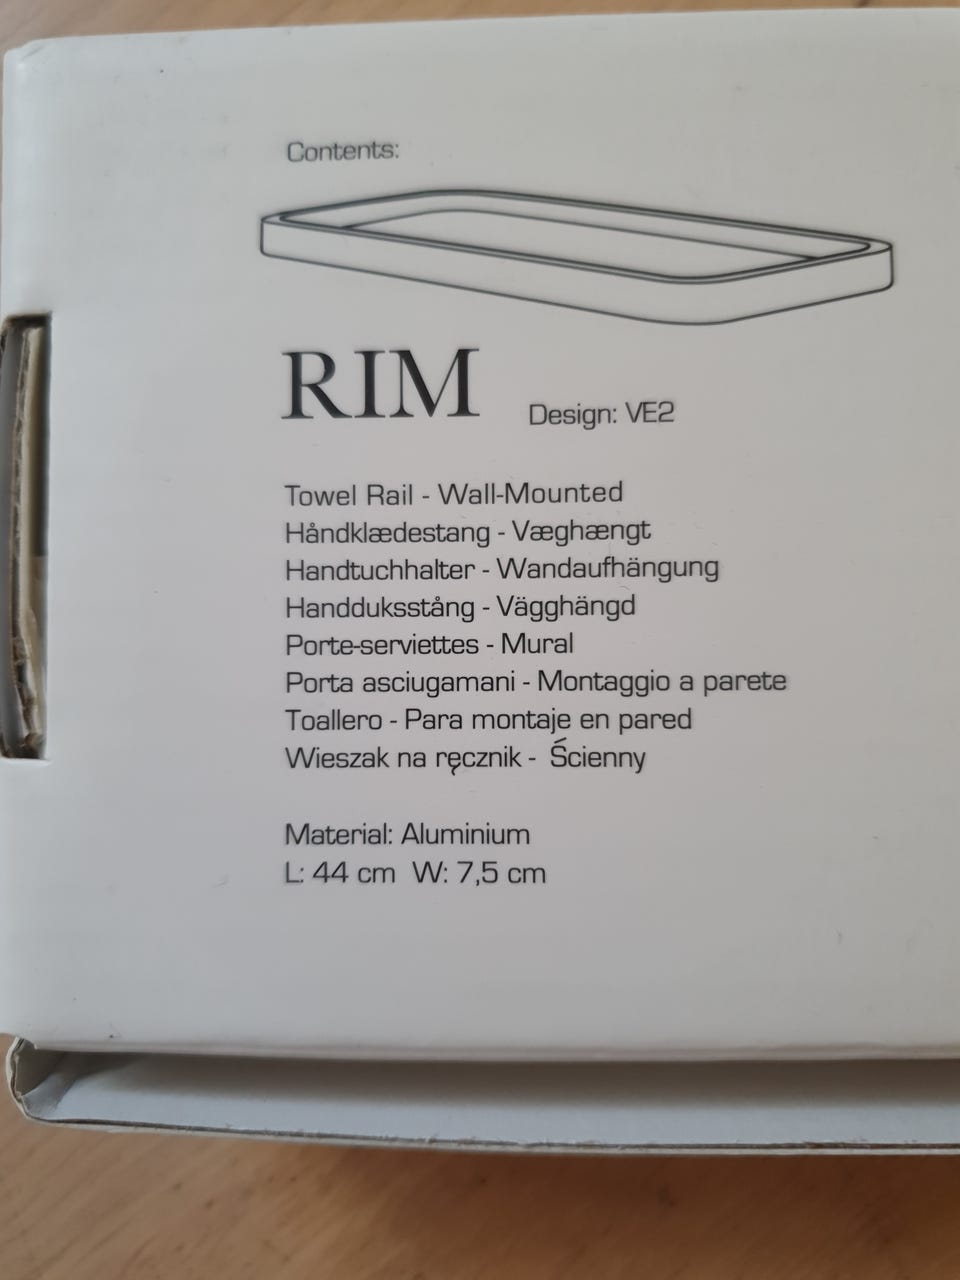 Contents:
RIM Design: VE2
Towel Rail - Wall-Mounted
Håndklædestang - Væghængt
Handtuchhalter - Wandaufhängung
Handduksstång - Vägghängd
Porte-serviettes - Mural
Porta asciugamani - Montaggio a parete
Toallero - Para montaje en pared
Wieszak na ręcznik - Ścienny
Material: Aluminium
L: 44 cm W: 7,5 cm